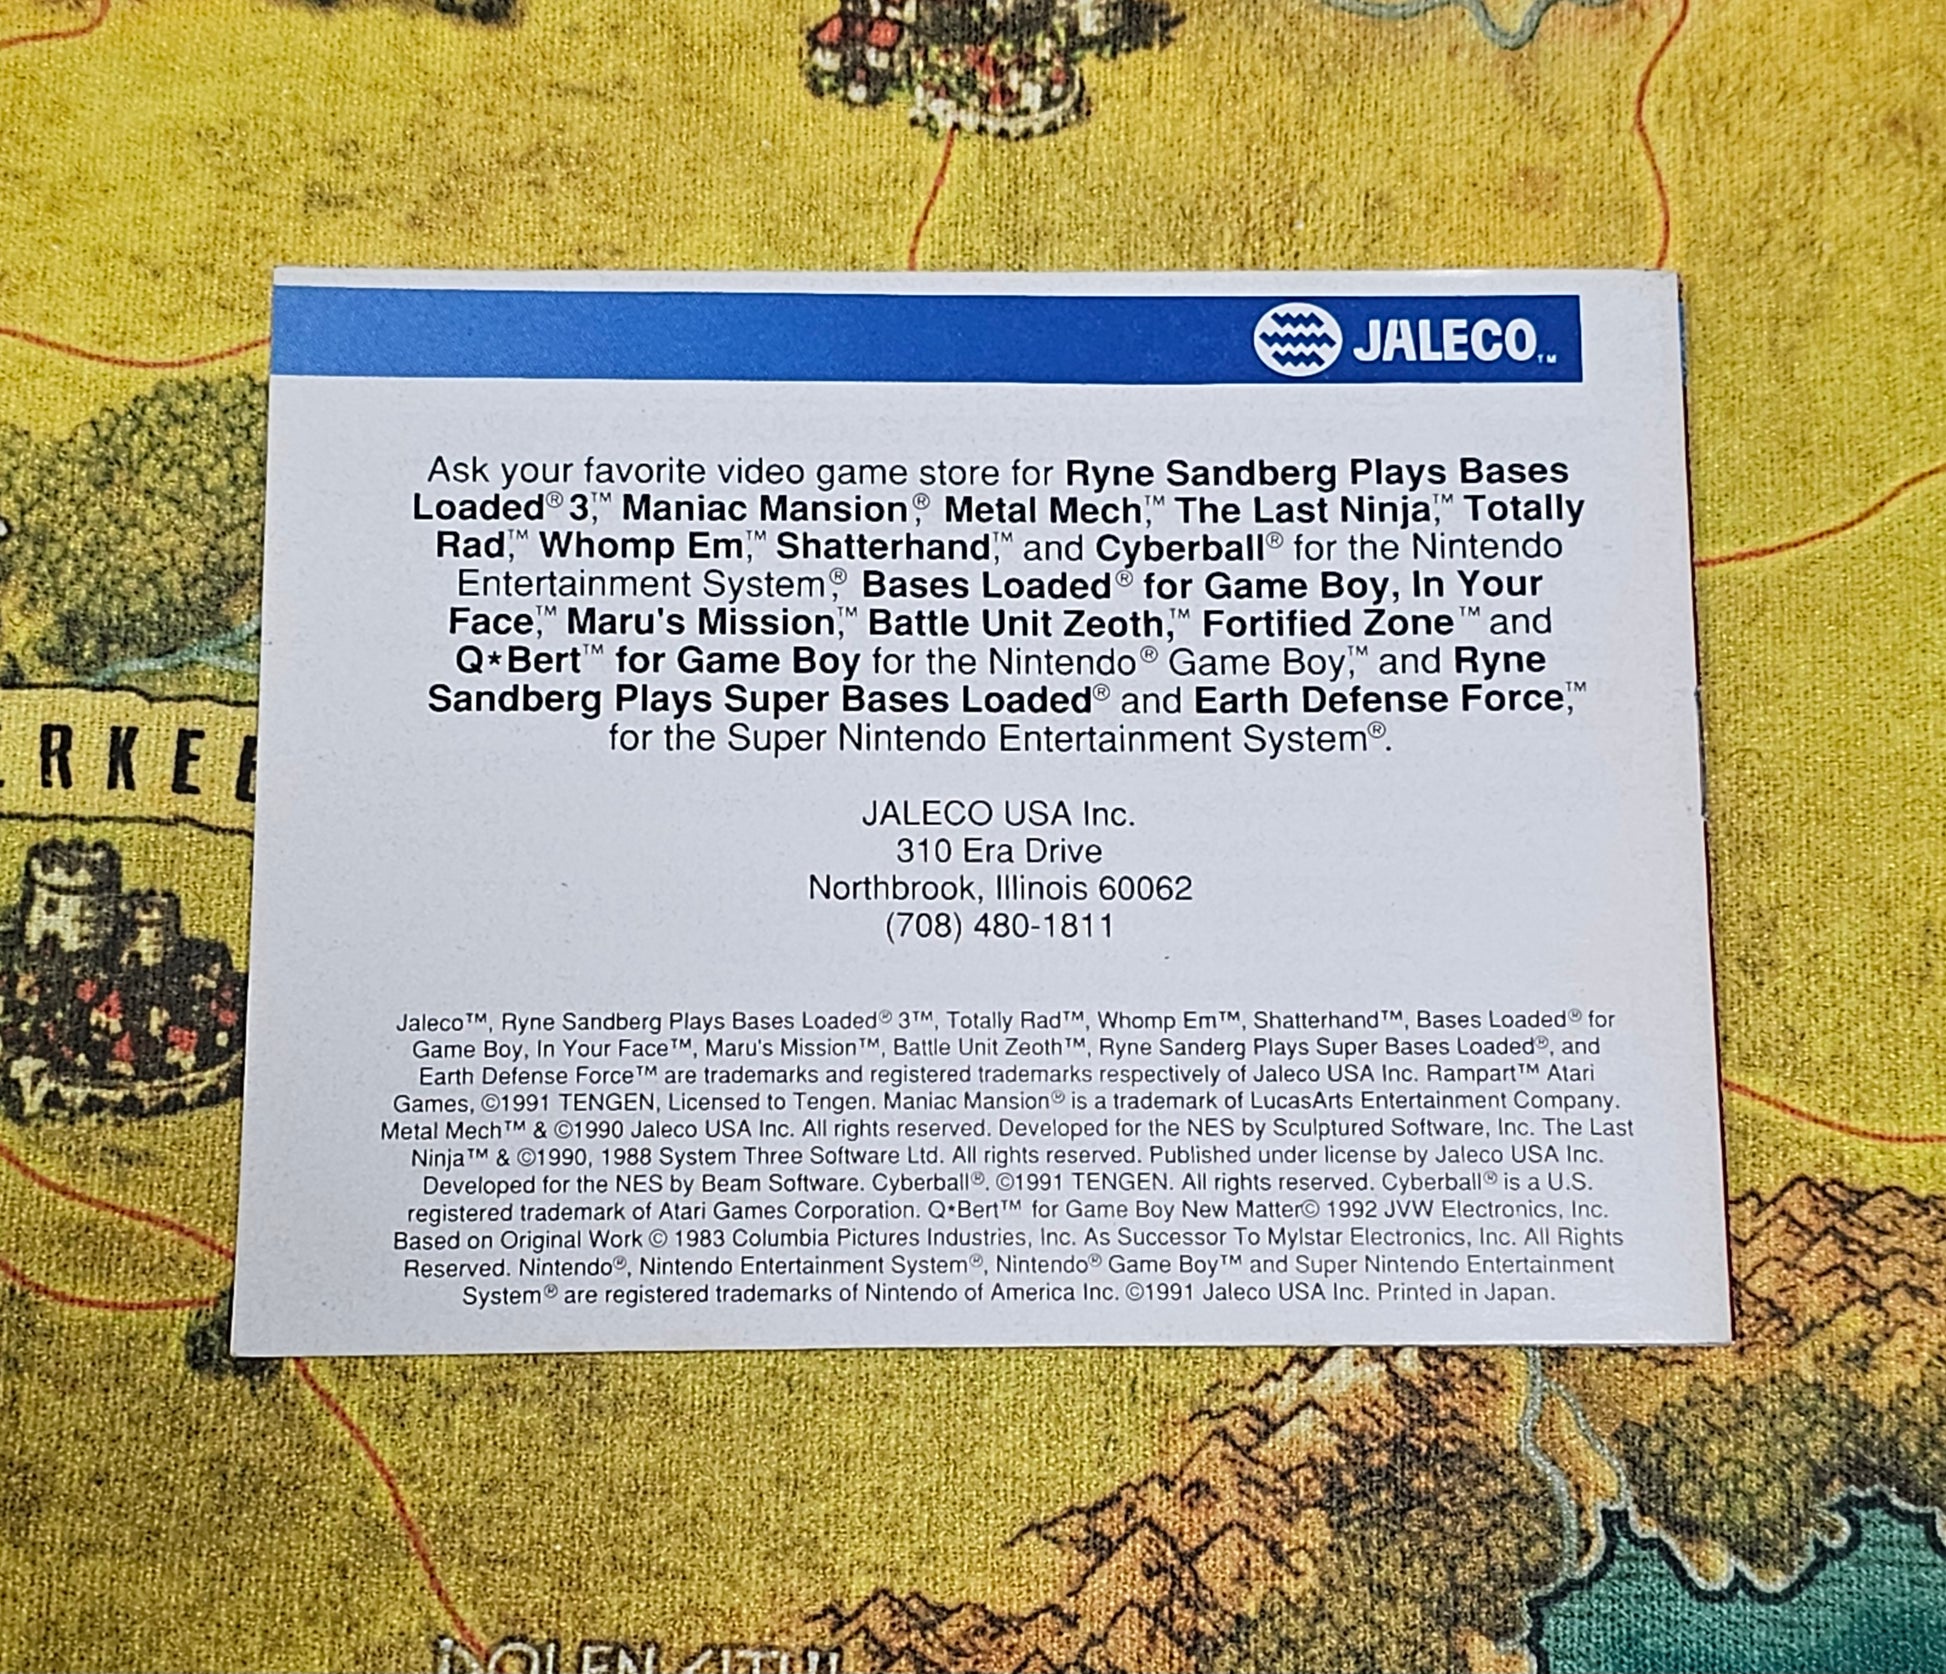 JALECO™
Ask your favorite video game store for Ryne Sandberg Plays Bases
Loaded® 3,™ Maniac Mansion,® Metal Mech,™ The Last Ninja,™ Totally
Rad,™ Whomp Em,™ Shatterhand,™ and Cyberball® for the Nintendo
Entertainment System,® Bases Loaded® for Game Boy, In Your
Face,™ Maru's Mission,™ Battle Unit Zeoth,™ Fortified Zone™ and
Q*Bert™ for Game Boy for the Nintendo® Game Boy,™ and Ryne
Sandberg Plays Super Bases Loaded® and Earth Defense Force,™
for the Super Nintendo Entertainment System®.
JALECO USA Inc.
310 Era Drive
Northbrook, Illinois 60062
(708) 480-1811
Jaleco™, Ryne Sandberg Plays Bases Loaded® 3™, Totally Rad™, Whomp Em™, Shatterhand™, Bases Loaded® for
Game Boy, In Your Face™, Maru's Mission™, Battle Unit Zeoth™, Ryne Sanderg Plays Super Bases Loaded®, and
Earth Defense Force™ are trademarks and registered trademarks respectively of Jaleco USA Inc. Rampart™ Atari
Games, ©1991 TENGEN, Licensed to Tengen. Maniac Mansion® is a trademark of LucasArts Entertainment Company.
Metal Mech™ & ©1990 Jaleco USA Inc. All rights reserved. Developed for the NES by Sculptured Software, Inc. The Last
Ninja™ & ©1990, 1988 System Three Software Ltd. All rights reserved. Published under license by Jaleco USA Inc.
Developed for the NES by Beam Software. Cyberball®. ©1991 TENGEN. All rights reserved. Cyberball® is a U.S.
registered trademark of Atari Games Corporation. Q*Bert™ for Game Boy New Matter© 1992 JVW Electronics, Inc.
Based on Original Work © 1983 Columbia Pictures Industries, Inc. As Successor To Mylstar Electronics, Inc. All Rights
Reserved. Nintendo®, Nintendo Entertainment System®, Nintendo® Game Boy™ and Super Nintendo Entertainment
System® are registered trademarks of Nintendo of America Inc. ©1991 Jaleco USA Inc. Printed in Japan.